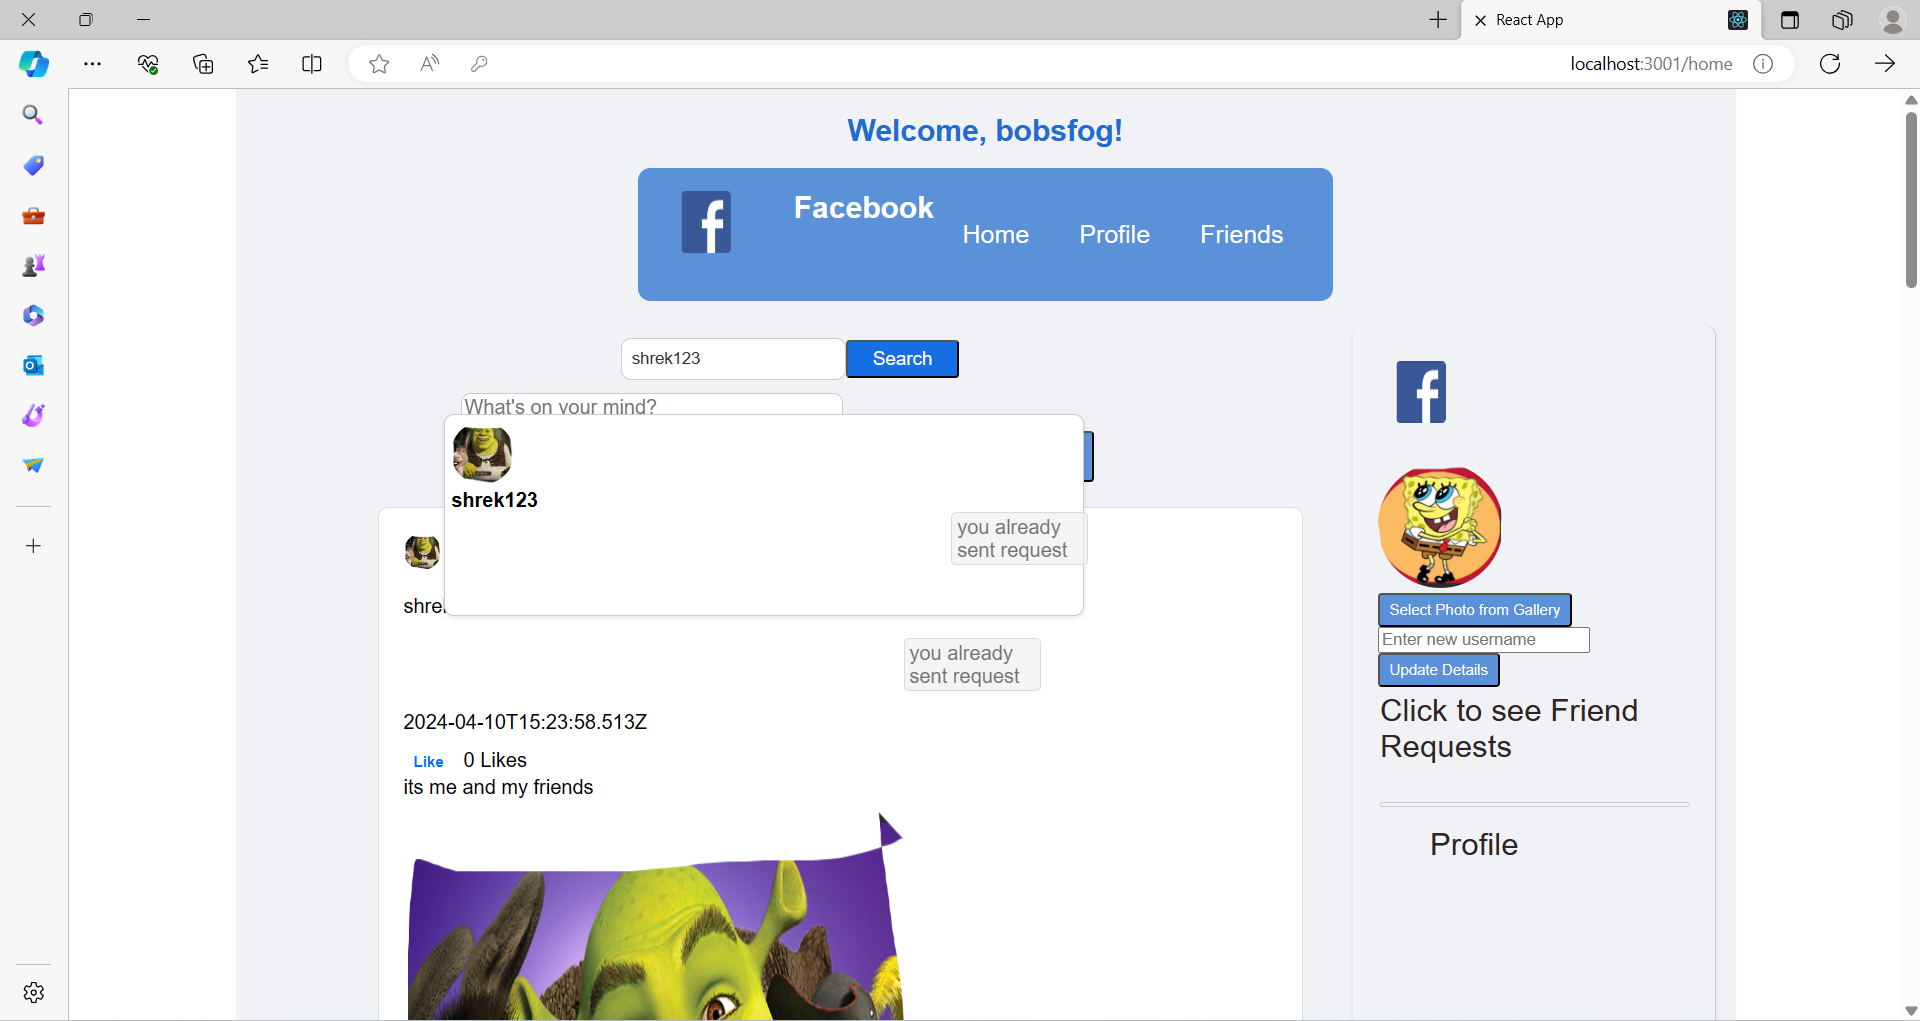 React App
localhost:3001/home
Welcome, bobsfog!
Facebook
Home
Profile
Friends
shrek123
Search
What's on your mind?
shrek123
you already
sent request
shre
you already
sent request
2024-04-10T15:23:58.513Z
Like
0 Likes
its me and my friends
Select Photo from Gallery
Enter new username
Update Details
Click to see Friend
Requests
Profile